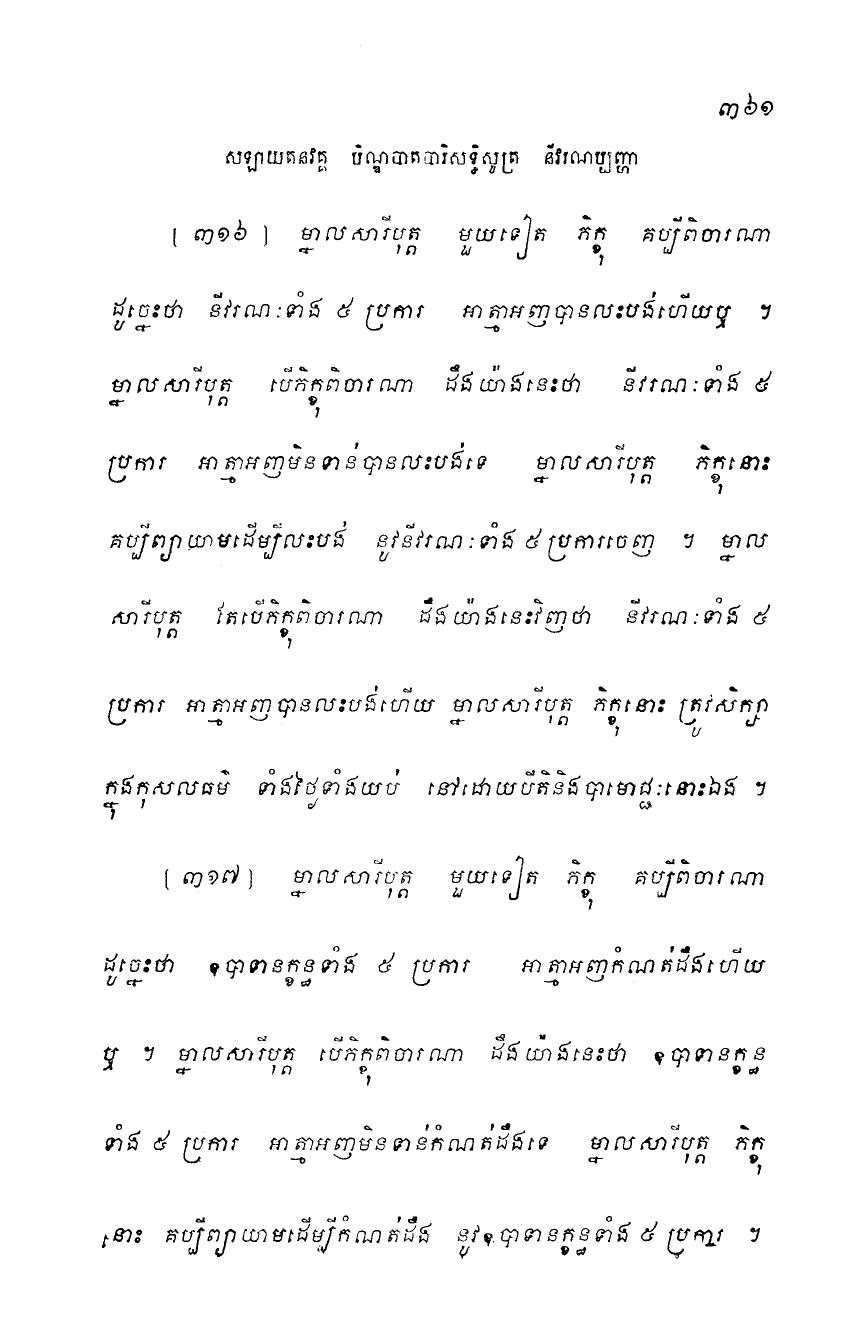 ៣៦១
សឡាយតនវគ្គ បិណ្ឌបាតបារិសុទ្ធិសូត្រ នីវរណប្បញ្ហា
[ ៣១៦ ] ម្នាលសារីបុត្ត មួយទៀត ភិក្ខុ គប្បីពិចារណា
ដូច្នេះថា នីវរណៈទាំង ៥ ប្រការ អាត្មាអញបានលះបង់ហើយឬ ។
ម្នាលសារីបុត្ត បើភិក្ខុពិចារណា ដឹងយ៉ាងនេះថា នីវរណៈទាំង ៥
ប្រការ អាត្មាអញមិនទាន់បានលះបង់ទេ ម្នាលសារីបុត្ត ភិក្ខុនោះ
គប្បីព្យាយាមដើម្បីលះបង់ នូវនីវរណៈទាំង ៥ ប្រការចេញ ។ ម្នាល
សារីបុត្ត តែបើភិក្ខុពិចារណា ដឹងយ៉ាងនេះវិញថា នីវរណៈទាំង ៥
ប្រការ អាត្មាអញបានលះបង់ហើយ ម្នាលសារីបុត្ត ភិក្ខុនោះ ត្រូវសិក្សា
ក្នុងកុសលធម៌ ទាំងថ្ងៃទាំងយប់ នៅដោយបីតិនិងបាមោជ្ជៈនោះឯង ។
[ ៣១៧ ] ម្នាលសារីបុត្ត មួយទៀត ភិក្ខុ គប្បីពិចារណា
ដូច្នេះថា ឧបាទានក្ខន្ធទាំង ៥ ប្រការ អាត្មាអញកំណត់ដឹងហើយ
ឬ ។ ម្នាលសារីបុត្ត បើភិក្ខុពិចារណា ដឹងយ៉ាងនេះថា ឧបាទានក្ខន្ធ
ទាំង ៥ ប្រការ អាត្មាអញមិនទាន់កំណត់ដឹងទេ ម្នាលសារីបុត្ត ភិក្ខុ
នោះ គប្បីព្យាយាមដើម្បីកំណត់ដឹង នូវឧបាទានក្ខន្ធទាំង ៥ ប្រការ ។